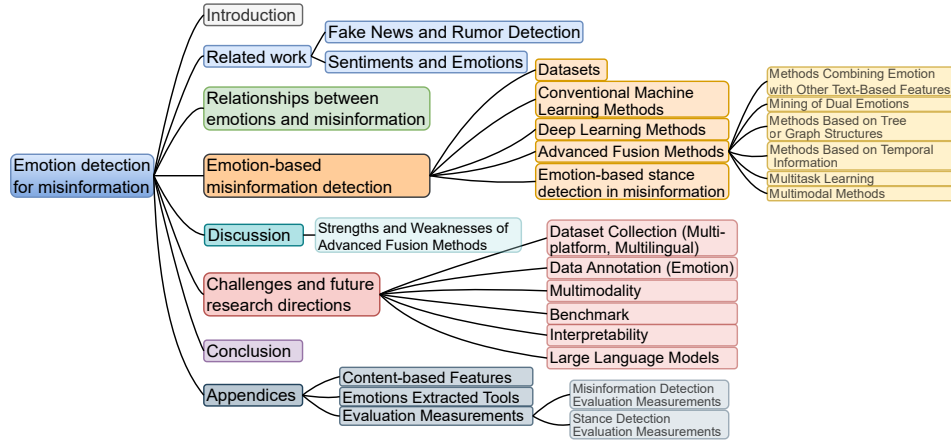 Introduction
Related work
Fake News and Rumor Detection
Sentiments and Emotions
Relationships between
emotions and misinformation
Emotion detection
for misinformation
Emotion-based
misinformation detection
Datasets
Conventional Machine
Learning Methods
Deep Learning Methods
Advanced Fusion Methods
Emotion-based stance
detection in misinformation
Methods Combining Emotion
with Other Text-Based Features
Mining of Dual Emotions
Methods Based on Tree
or Graph Structures
Methods Based on Temporal
Information
Multitask Learning
Multimodal Methods
Discussion
Strengths and Weaknesses of
Advanced Fusion Methods
Challenges and future
research directions
Dataset Collection (Multi-
platform, Multilingual)
Data Annotation (Emotion)
Multimodality
Benchmark
Interpretability
Large Language Models
Conclusion
Appendices
Content-based Features
Emotions Extracted Tools
Evaluation Measurements
Misinformation Detection
Evaluation Measurements
Stance Detection
Evaluation Measurements